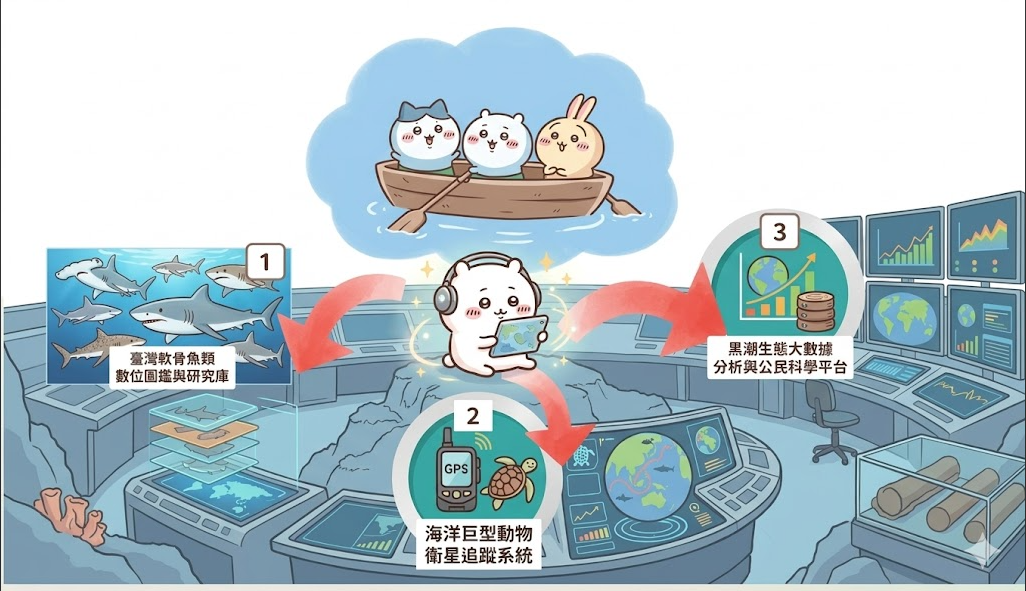 1
臺灣軟骨魚類
數位圖鑑與研究庫
2
GPS
海洋巨型動物
衛星追蹤系統
3
黑潮生態大數據
分析與公民科學平台